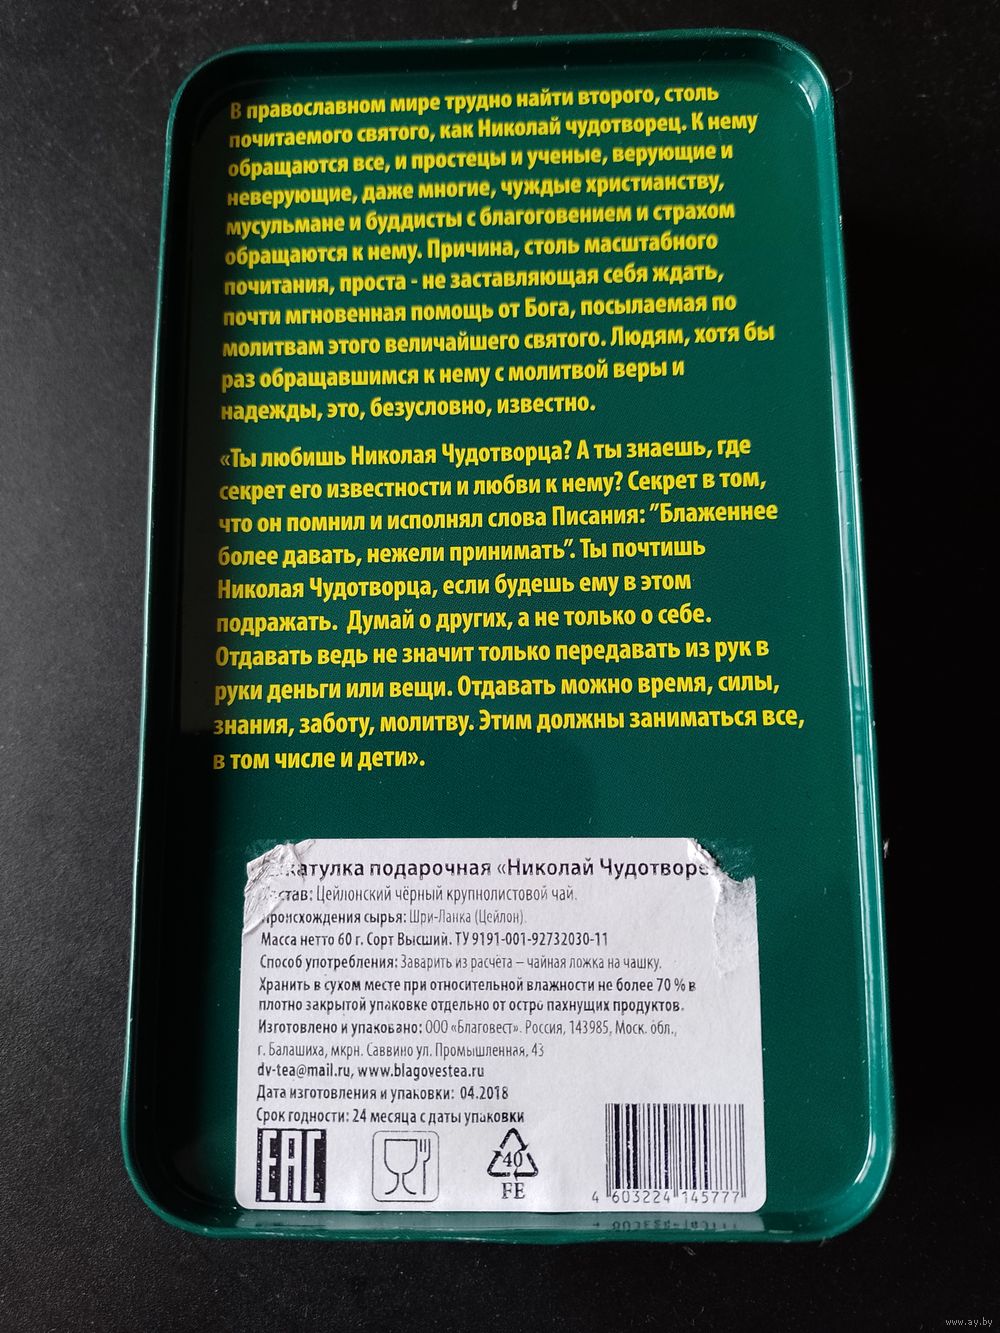 В православном мире трудно найти второго, столь
почитаемого святого, как Николай чудотворец. К нему
обращаются все, и простецы и ученые, верующие и
неверующие, даже многие, чуждые христианству,
мусульмане и буддисты с благоговением и страхом
обращаются к нему. Причина, столь масштабного
почитания, проста - не заставляющая себя ждать,
почти мгновенная помощь от Бога, посылаемая по
молитвам этого величайшего святого. Людям, хотя бы
раз обращавшимся к нему с молитвой веры и
надежды, это, безусловно, известно.
«Ты любишь Николая Чудотворца? А ты знаешь, где
секрет его известности и любви к нему? Секрет в том,
что он помнил и исполнял слова Писания: "Блаженнее
более давать, нежели принимать". Ты почтишь
Николая Чудотворца, если будешь ему в этом
подражать. Думай о других, а не только о себе.
Отдавать ведь не значит только передавать из рук в
руки деньги или вещи. Отдавать можно время, силы,
знания, заботу, молитву. Этим должны заниматься все,
в том числе и дети».
подарочная «Николай Чудотворе
Цейлонский чёрный крупнолистовой чай.
происхождения сырья: Шри-Ланка (Цейлон).
Масса нетто 60 г. Сорт Высший. ТУ 9191-001-92732030-11
Способ употребления: Заварить из расчёта – чайная ложка на чашку.
Хранить в сухом месте при относительной влажности не более 70 % в
плотно закрытой упаковке отдельно от остро пахнущих продуктов.
Изготовлено и упаковано: ООО «Благовест». Россия, 143985, Моск. обл.,
г. Балашиха, мкрн. Саввино ул. Промышленная, 43
dv-tea@mail.ru, www.blagovestea.ru
Дата изготовления и упаковки: 04.2018
Срок годности: 24 месяца с даты упаковки
EAC
40
FE
4 603224 145777
www.ay.by